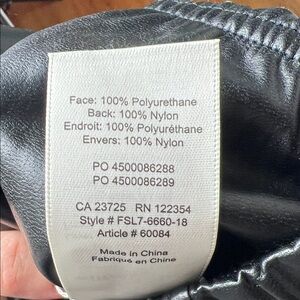 Face: 100% Polyurethane
Back: 100% Nylon
Endroit: 100% Polyuréthane
Envers: 100% Nylon
PO 4500086288
PO 4500086289
CA 23725 RN 122354
Style # FSL7-6660-18
Article # 60084
Made in China
Fabriqué en Chine